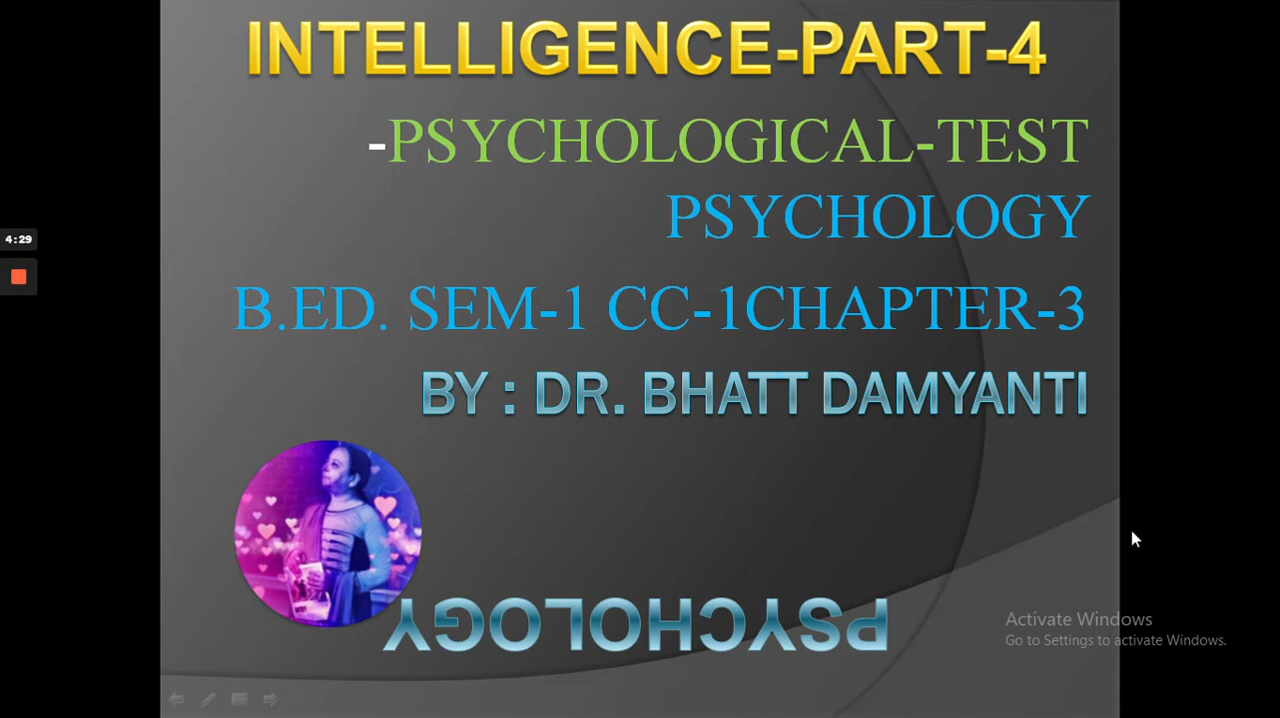 INTELLIGENCE-PART-4
-PSYCHOLOGICAL-TEST
PSYCHOLOGY
4:29
B.ED. SEM-1 CC-1CHAPTER-3
BY : DR. BHATT DAMYANTI
PSYCHOLOGY
Activate Windows
Go to Settings to activate Windows.